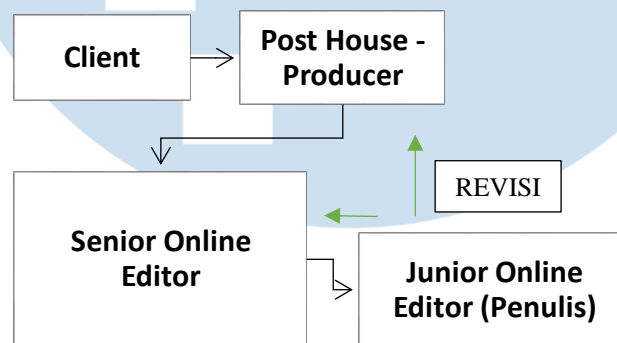 Client
Post House -
Producer
REVISI
Senior Online
Editor
Junior Online
Editor (Penulis)